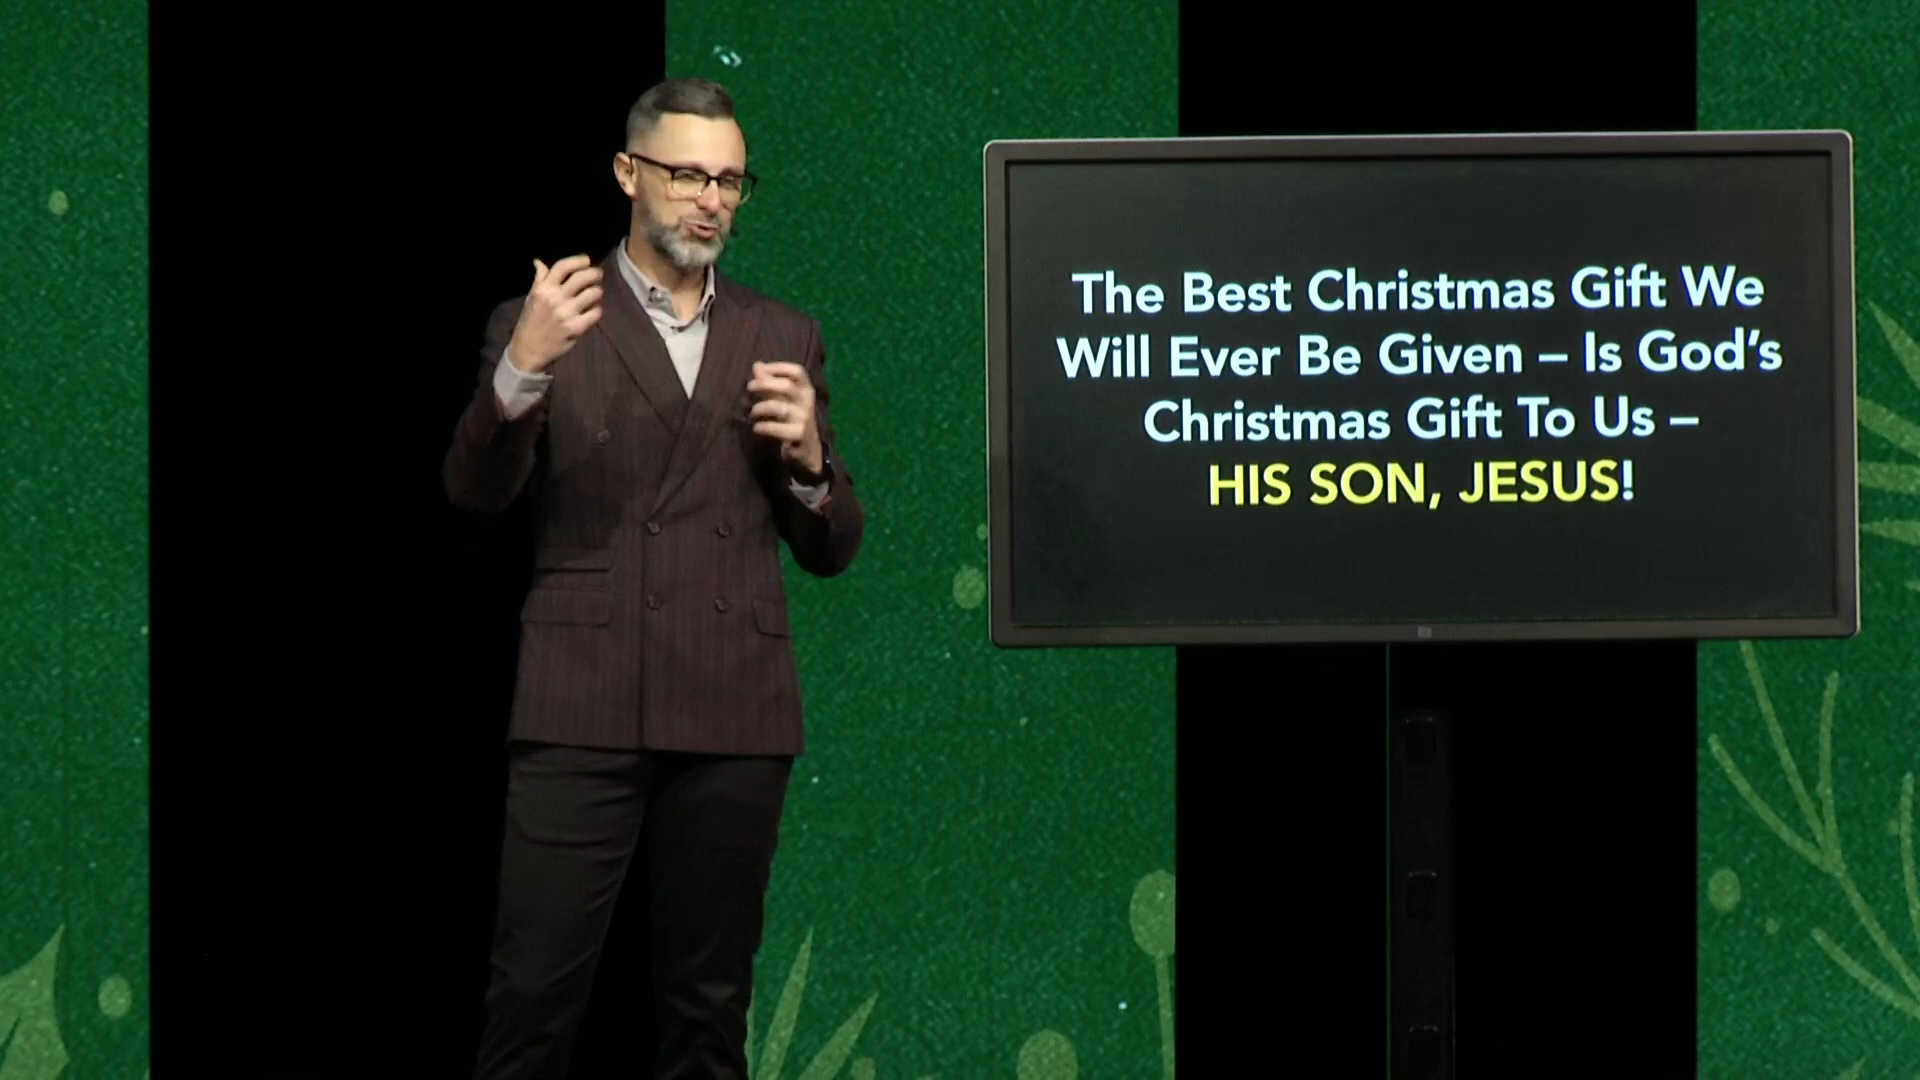 The Best Christmas Gift We
Will Ever Be Given – Is God’s
Christmas Gift To Us –
HIS SON, JESUS!